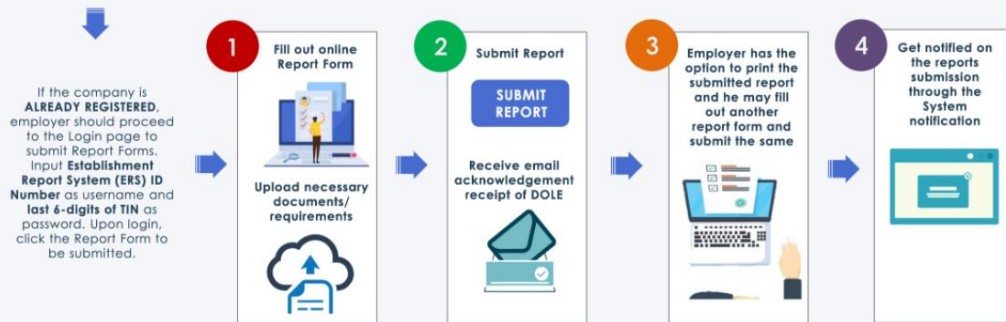 If the company is
ALREADY REGISTERED,
employer should proceed
to the Login page to
submit Report Forms.
Input Establishment
Report System (ERS) ID
Number as username and
last 6-digits of TIN as
password. Upon login,
click the Report Form to
be submitted.
1
Fill out online
Report Form
Upload necessary
documents/
requirements
2
Submit Report
SUBMIT
REPORT
Receive email
acknowledgement
receipt of DOLE
3
Employer has the
option to print the
submitted report
and he may fill
out another
report form and
submit the same
4
Get notified on
the reports
submission
through the
System
notification